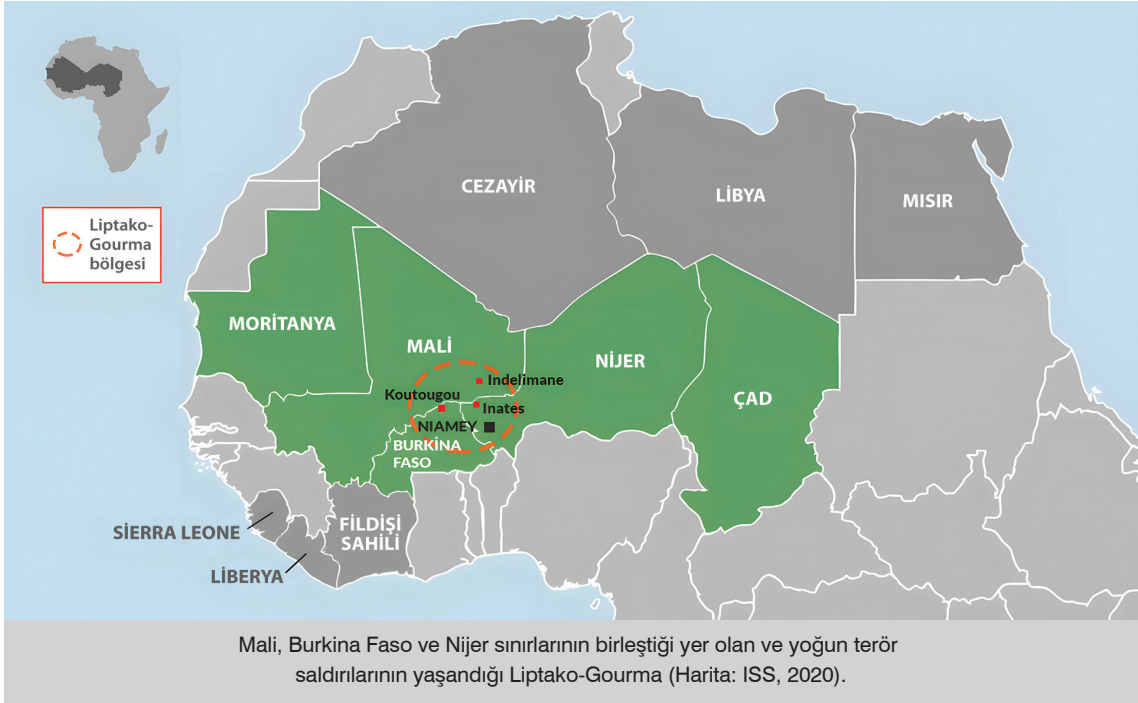 Liptako-
Gourma
bölgesi
CEZAYİR
LİBYA
MISIR
MORİTANYA
MALİ
NİJER
ÇAD
Indelimane
Koutougou
Inates
NIAMEY
BURKİNA
FASO
SİERRA LEONE
FİLDİŞİ
SAHİLİ
LİBERYA
Mali, Burkina Faso ve Nijer sınırlarının birleştiği yer olan ve yoğun terör
saldırılarının yaşandığı Liptako-Gourma (Harita: ISS, 2020).